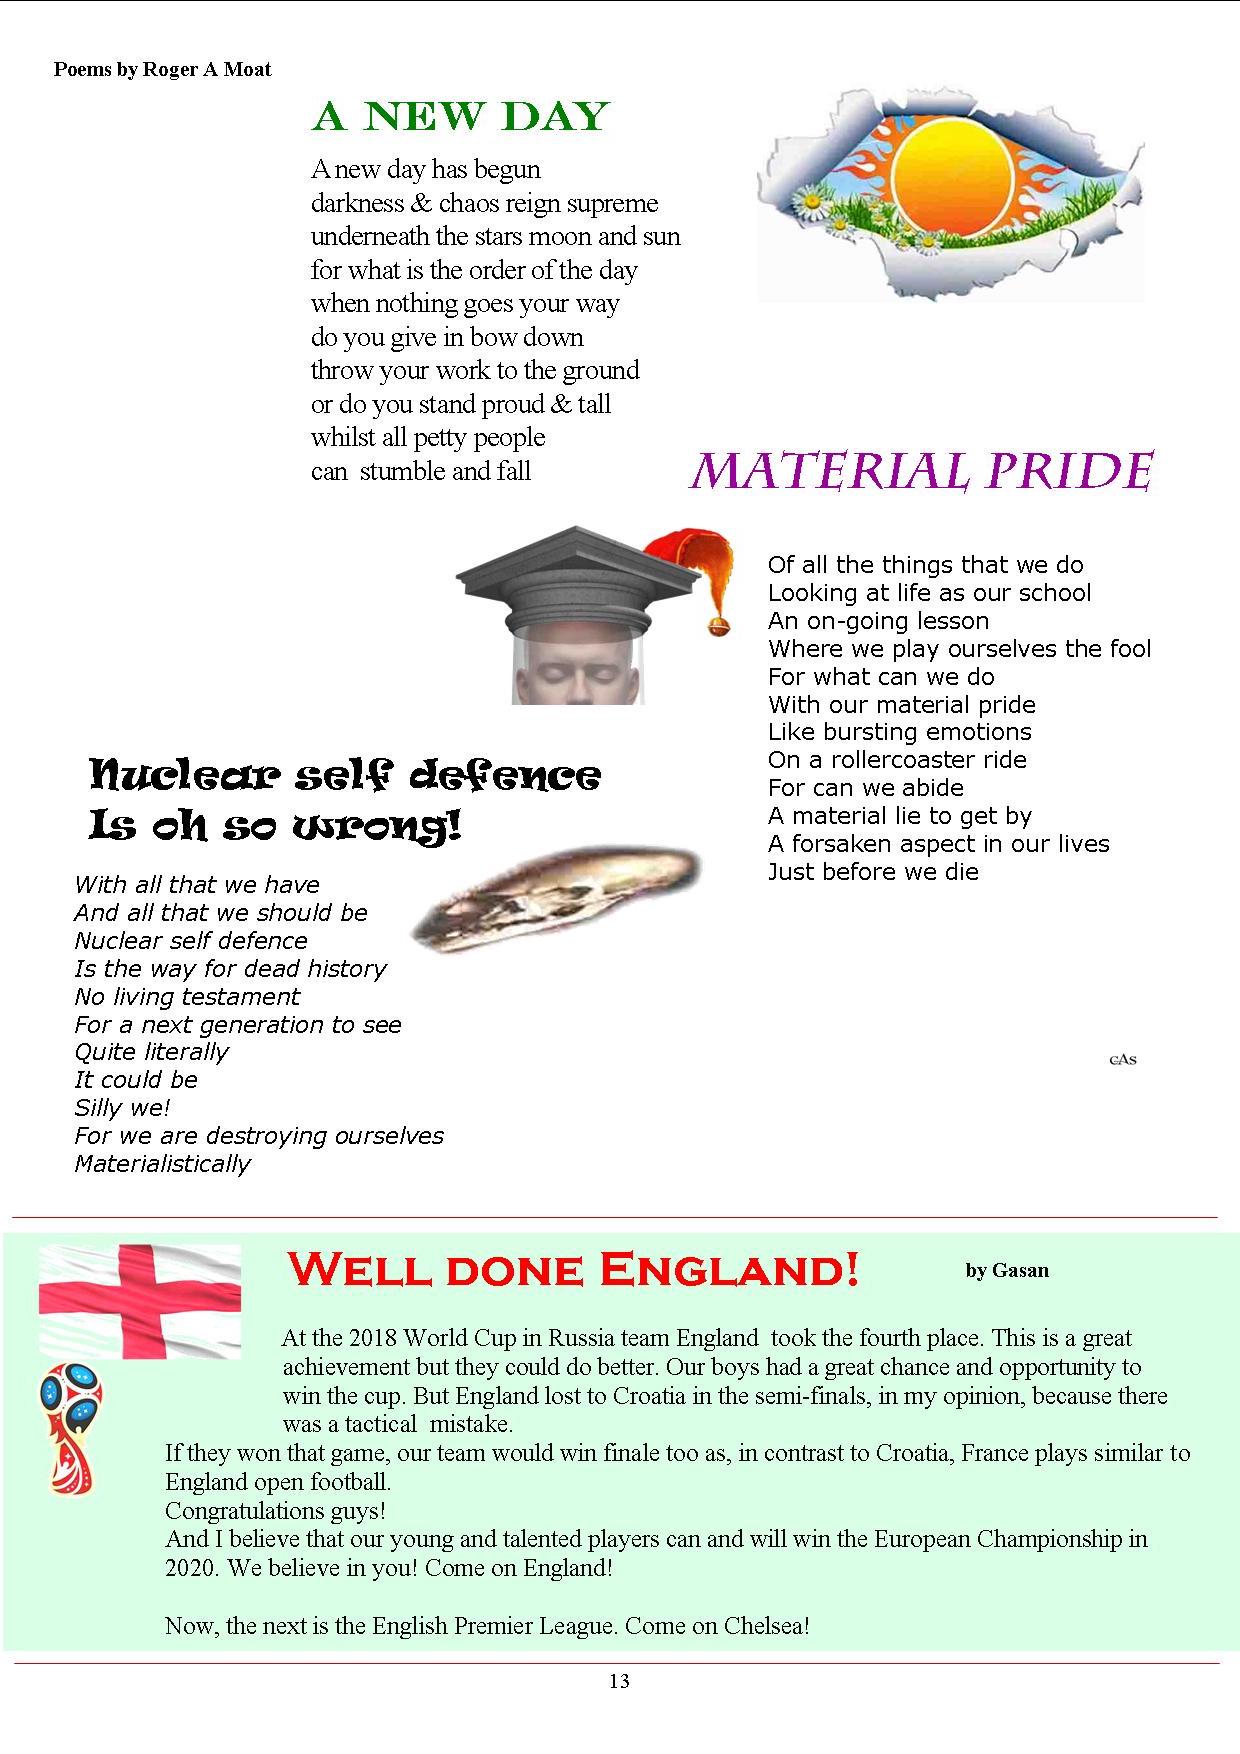 Poems by Roger A Moat
A NEW DAY
A new day has begun
darkness & chaos reign supreme
underneath the stars moon and sun
for what is the order of the day
when nothing goes your way
do you give in bow down
throw your work to the ground
or do you stand proud & tall
whilst all petty people
can stumble and fall
MATERIAL PRIDE
Of all the things that we do
Looking at life as our school
An on-going lesson
Where we play ourselves the fool
For what can we do
With our material pride
Like bursting emotions
On a rollercoaster ride
For can we abide
A material lie to get by
A forsaken aspect in our lives
Just before we die
Nuclear self defence
Is oh so wrong!
With all that we have
And all that we should be
Nuclear self defence
Is the way for dead history
No living testament
For a next generation to see
Quite literally
It could be
Silly we!
For we are destroying ourselves
Materialistically
GAS
WELL DONE ENGLAND!
by Gasan
At the 2018 World Cup in Russia team England took the fourth place. This is a great
achievement but they could do better. Our boys had a great chance and opportunity to
win the cup. But England lost to Croatia in the semi-finals, in my opinion, because there
was a tactical mistake.
If they won that game, our team would win finale too as, in contrast to Croatia, France plays similar to
England open football.
Congratulations guys!
And I believe that our young and talented players can and will win the European Championship in
2020. We believe in you! Come on England!
Now, the next is the English Premier League. Come on Chelsea!
13